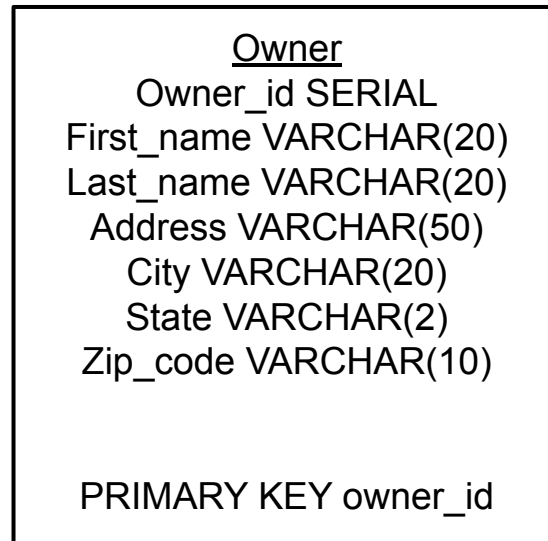 Owner
Owner_id SERIAL
First_name VARCHAR(20)
Last_name VARCHAR(20)
Address VARCHAR(50)
City VARCHAR(20)
State VARCHAR(2)
Zip_code VARCHAR(10)
PRIMARY KEY owner_id